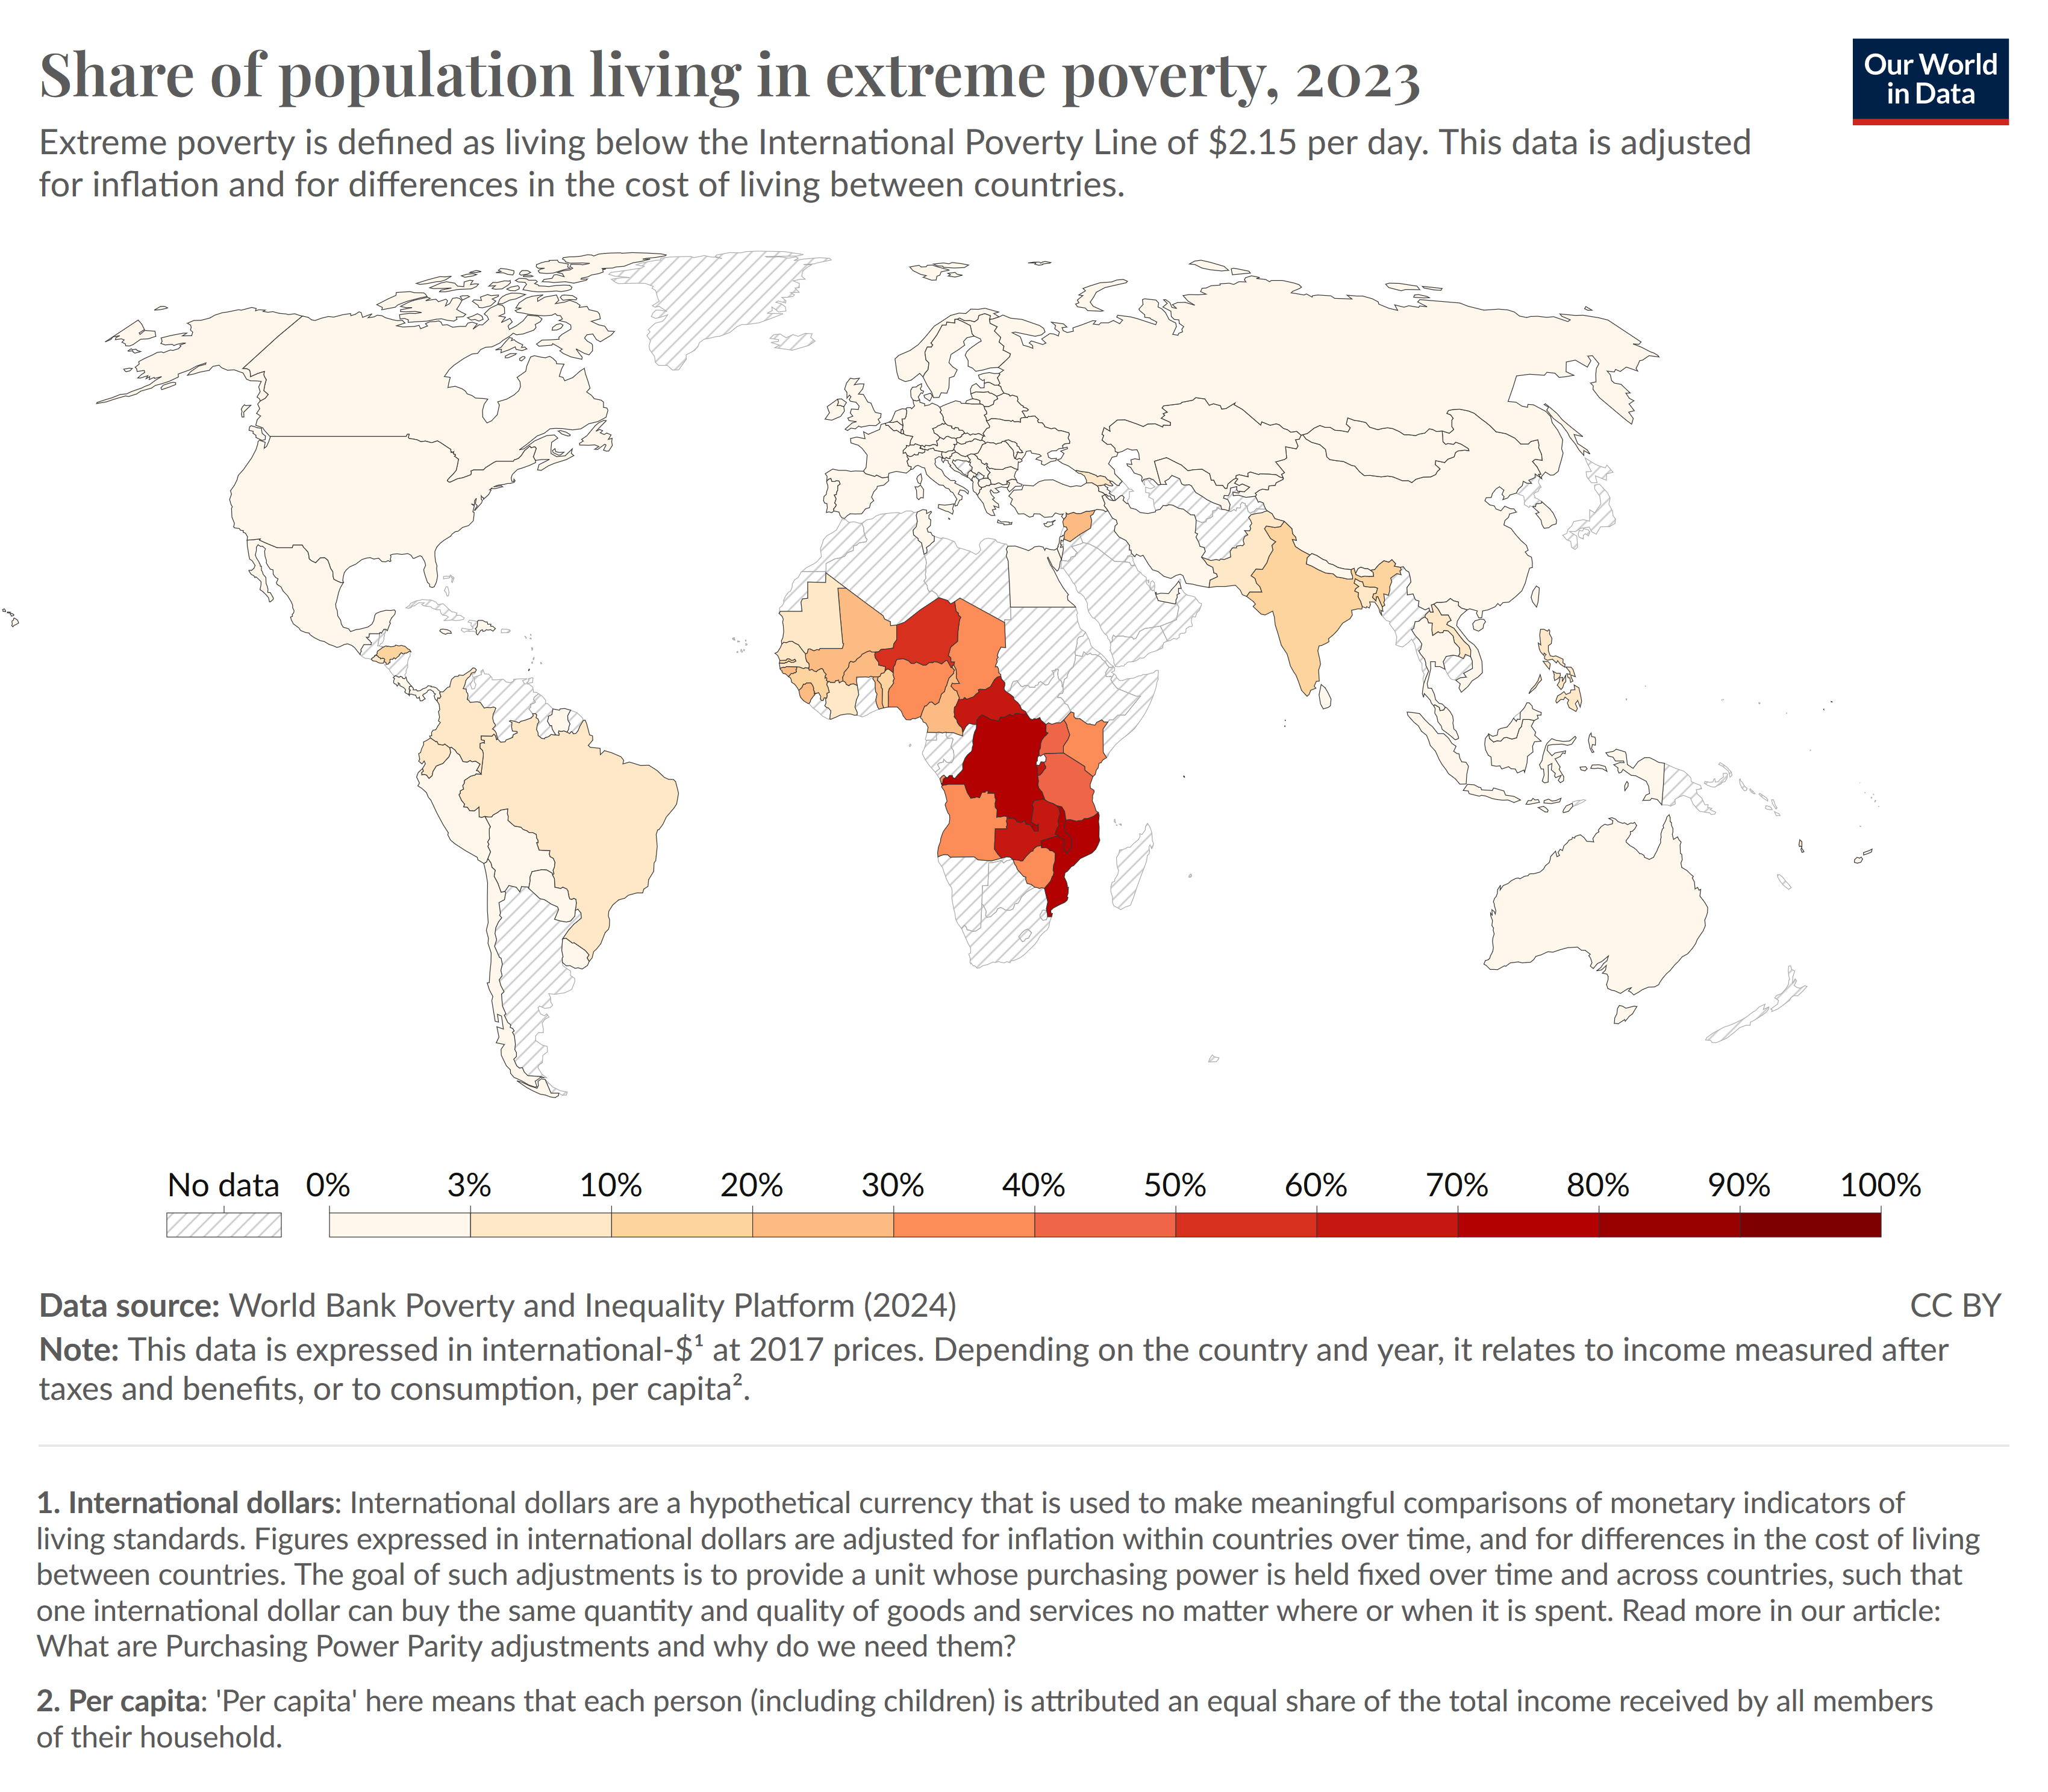 Share of population living in extreme poverty, 2023
Our World
in Data
Extreme poverty is defined as living below the International Poverty Line of $2.15 per day. This data is adjusted
for inflation and for differences in the cost of living between countries.
No data 0% 3% 10% 20% 30% 40% 50% 60% 70% 80% 90% 100%
Data source: World Bank Poverty and Inequality Platform (2024)
CC BY
Note: This data is expressed in international-$¹ at 2017 prices. Depending on the country and year, it relates to income measured after
taxes and benefits, or to consumption, per capita².
1. International dollars: International dollars are a hypothetical currency that is used to make meaningful comparisons of monetary indicators of
living standards. Figures expressed in international dollars are adjusted for inflation within countries over time, and for differences in the cost of living
between countries. The goal of such adjustments is to provide a unit whose purchasing power is held fixed over time and across countries, such that
one international dollar can buy the same quantity and quality of goods and services no matter where or when it is spent. Read more in our article:
What are Purchasing Power Parity adjustments and why do we need them?
2. Per capita: 'Per capita' here means that each person (including children) is attributed an equal share of the total income received by all members
of their household.